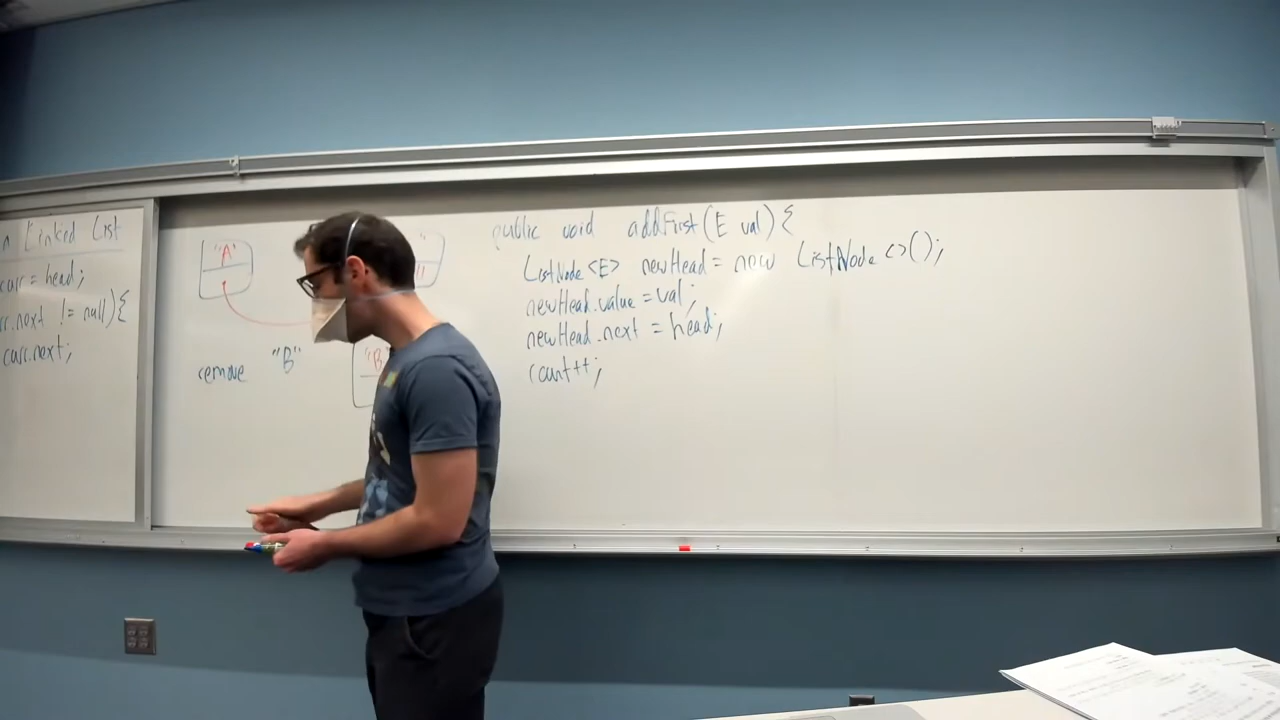 n Linked List
curr = head;
rr.next != null){
curr.next;
"A"
remove "B"
"B"
public void addFirst(E val){
ListNode<E> newHead = new ListNode<>();
newHead.value = val;
newHead.next = head;
count++;